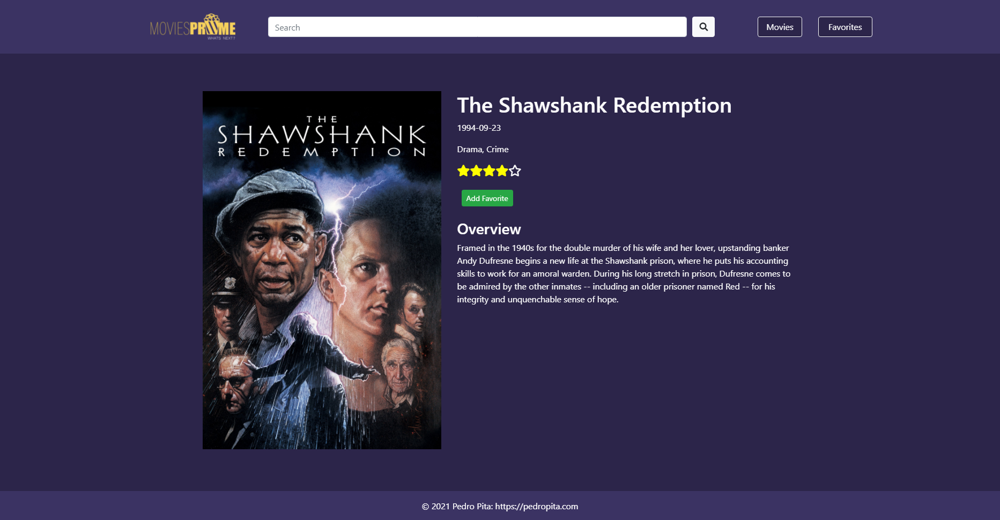 MOVIESPRIME
WHATS NEXT?
Search
Movies
Favorites
THE
SHAWSHANK
REDEMPTION
The Shawshank Redemption
1994-09-23
Drama, Crime
Add Favorite
Overview
Framed in the 1940s for the double murder of his wife and her lover, upstanding banker
Andy Dufresne begins a new life at the Shawshank prison, where he puts his accounting
skills to work for an amoral warden. During his long stretch in prison, Dufresne comes to
be admired by the other inmates -- including an older prisoner named Red -- for his
integrity and unquenchable sense of hope.
© 2021 Pedro Pita: https://pedropita.com